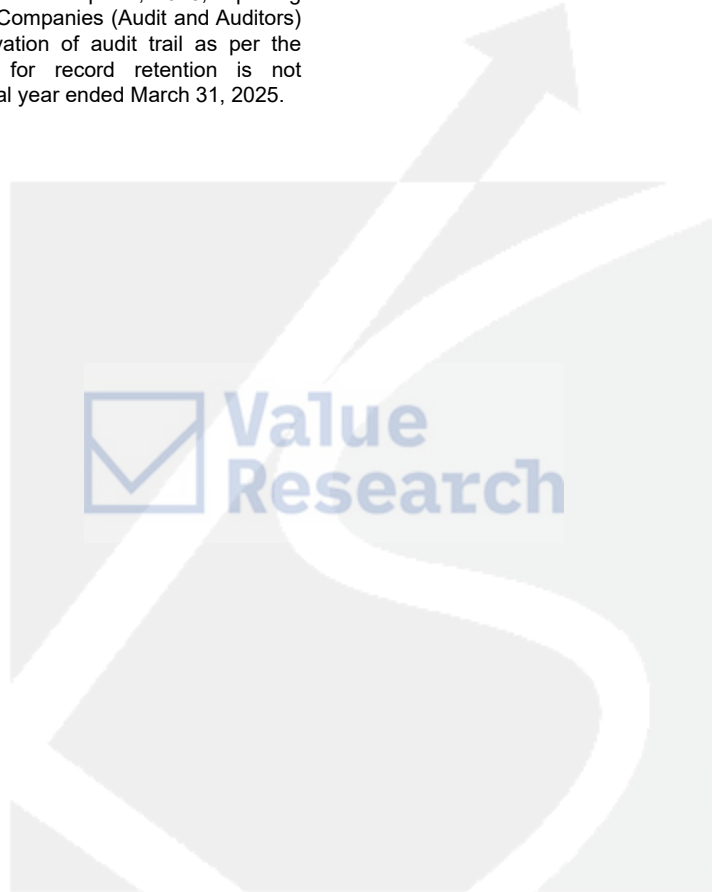 Companies (Audit and Auditors)
vation of audit trail as per the
for record retention is not
al year ended March 31, 2025.
Value
Research